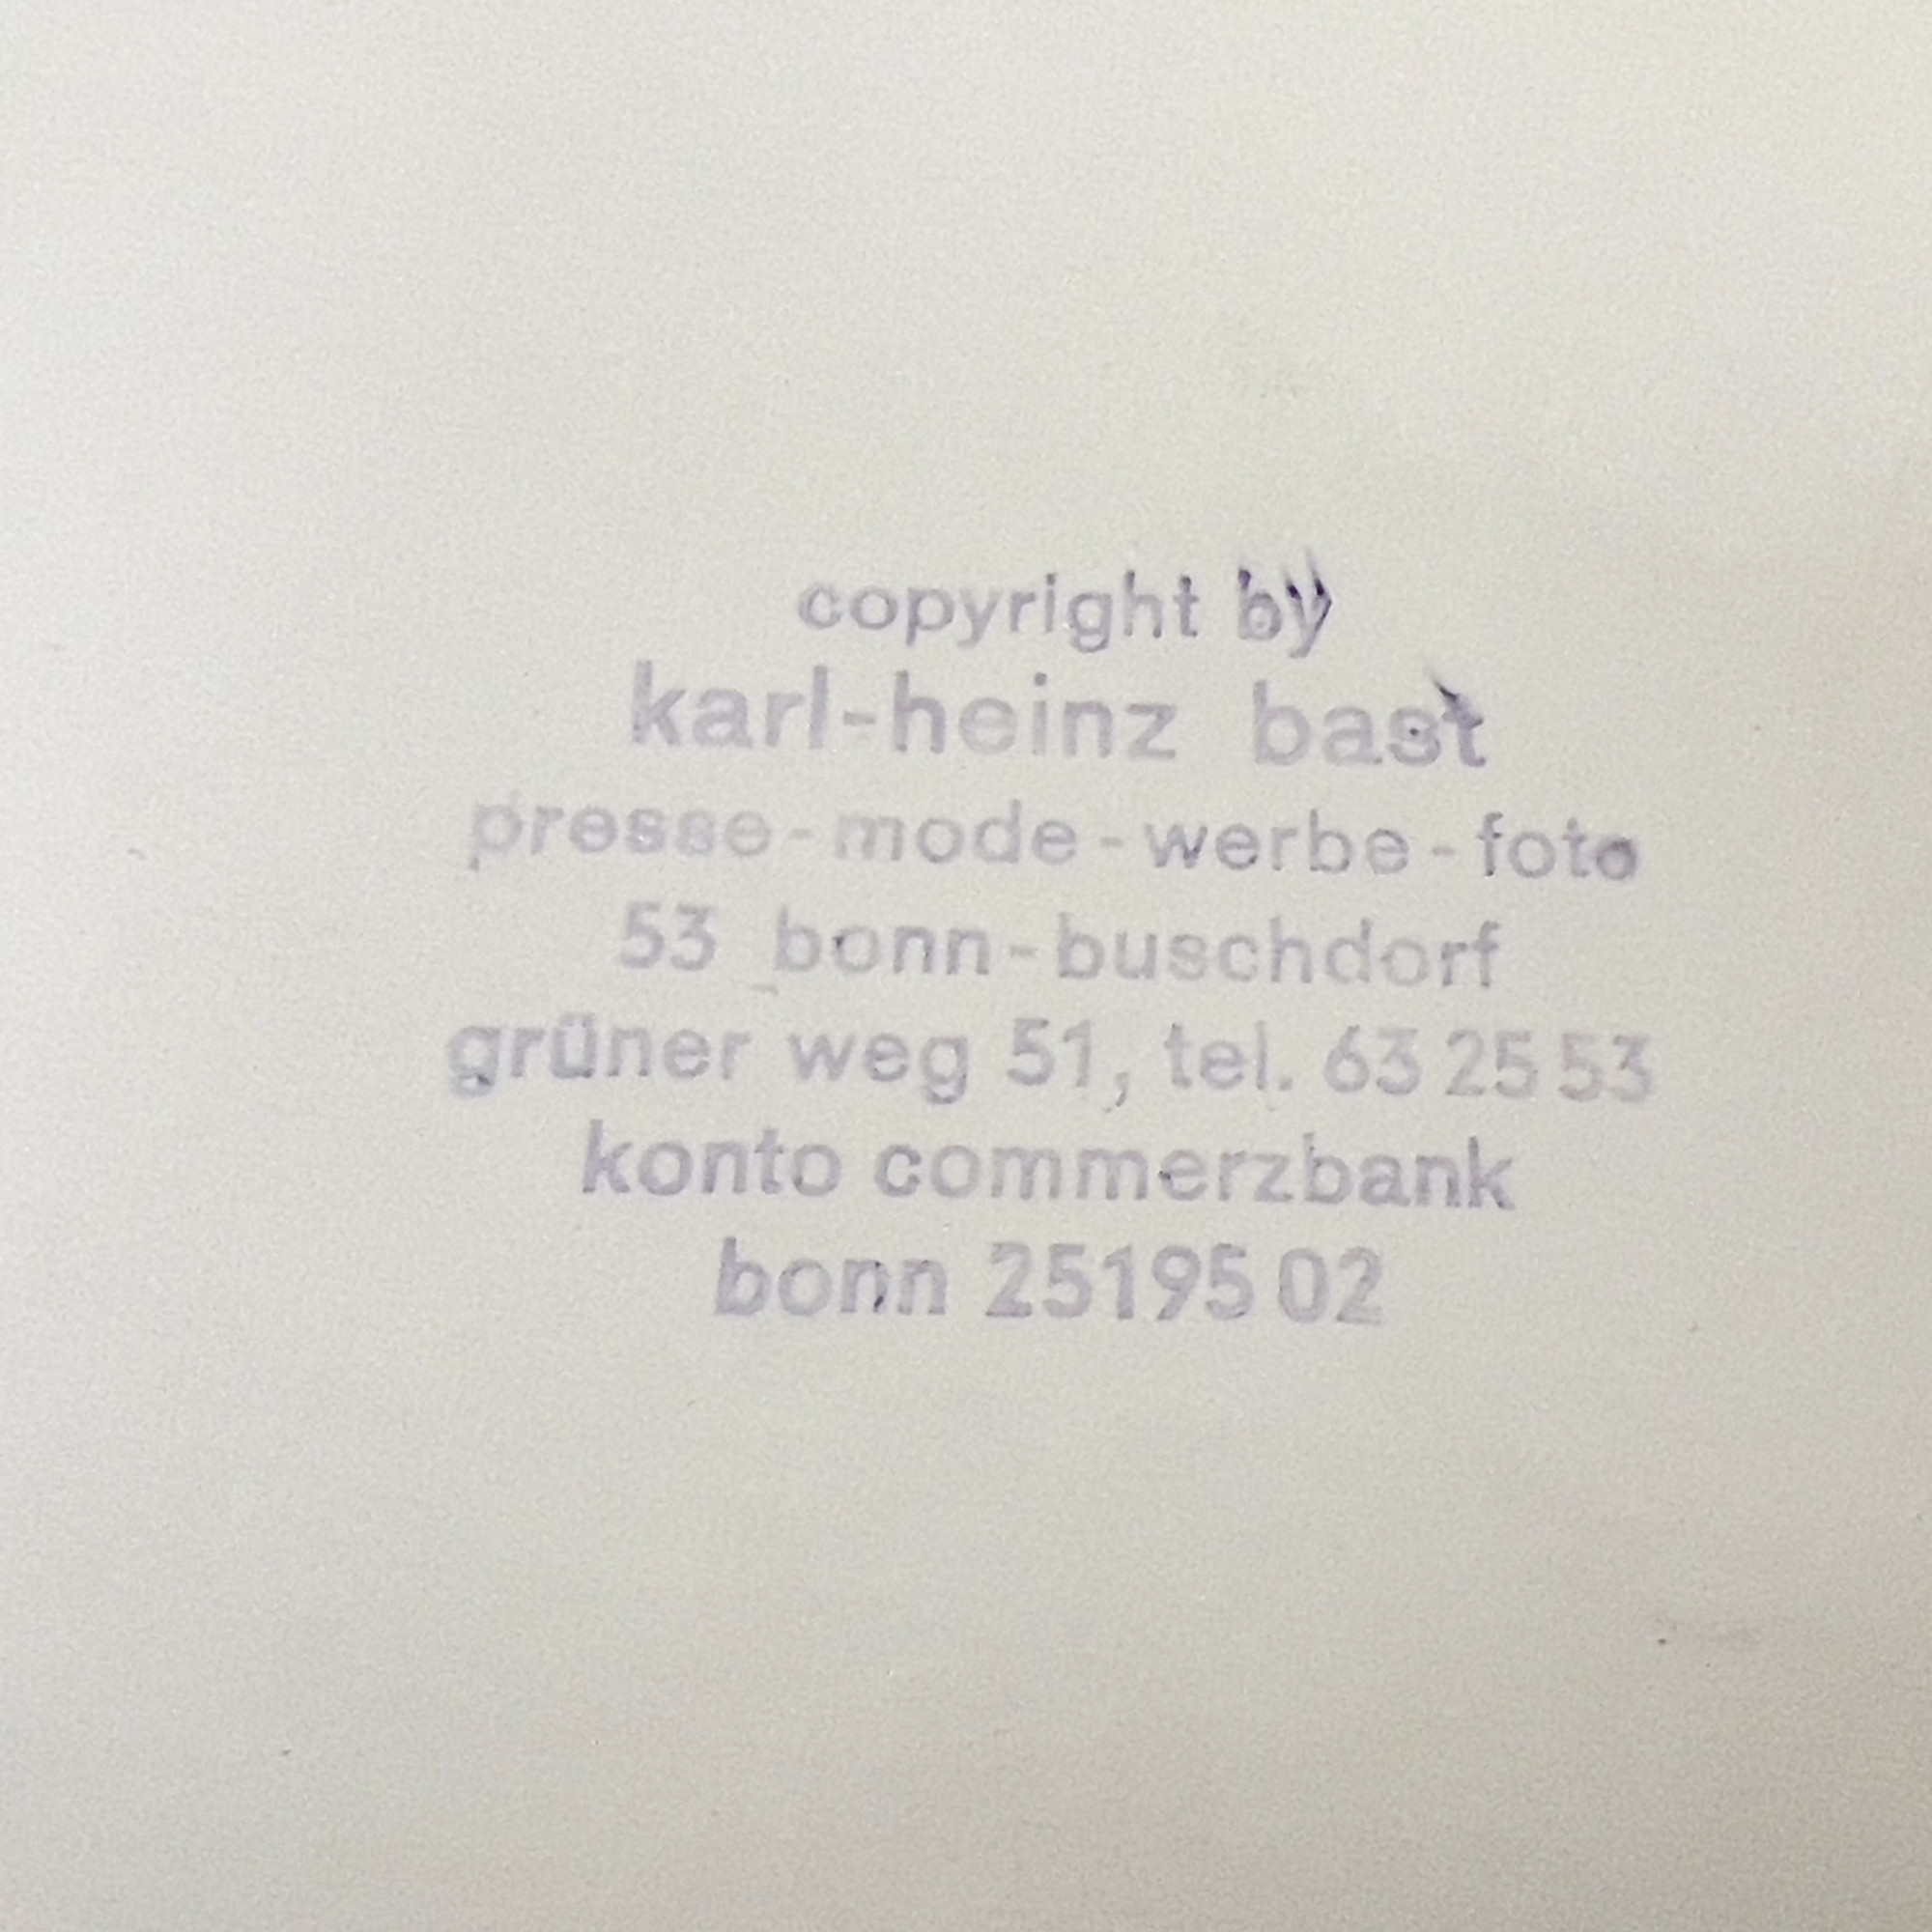 copyright by
karl-heinz bast
presse-mode-werbe-foto
53 bonn-buschdorf
grüner weg 51, tel. 63 25 53
konto commerzbank
bonn 25195 02